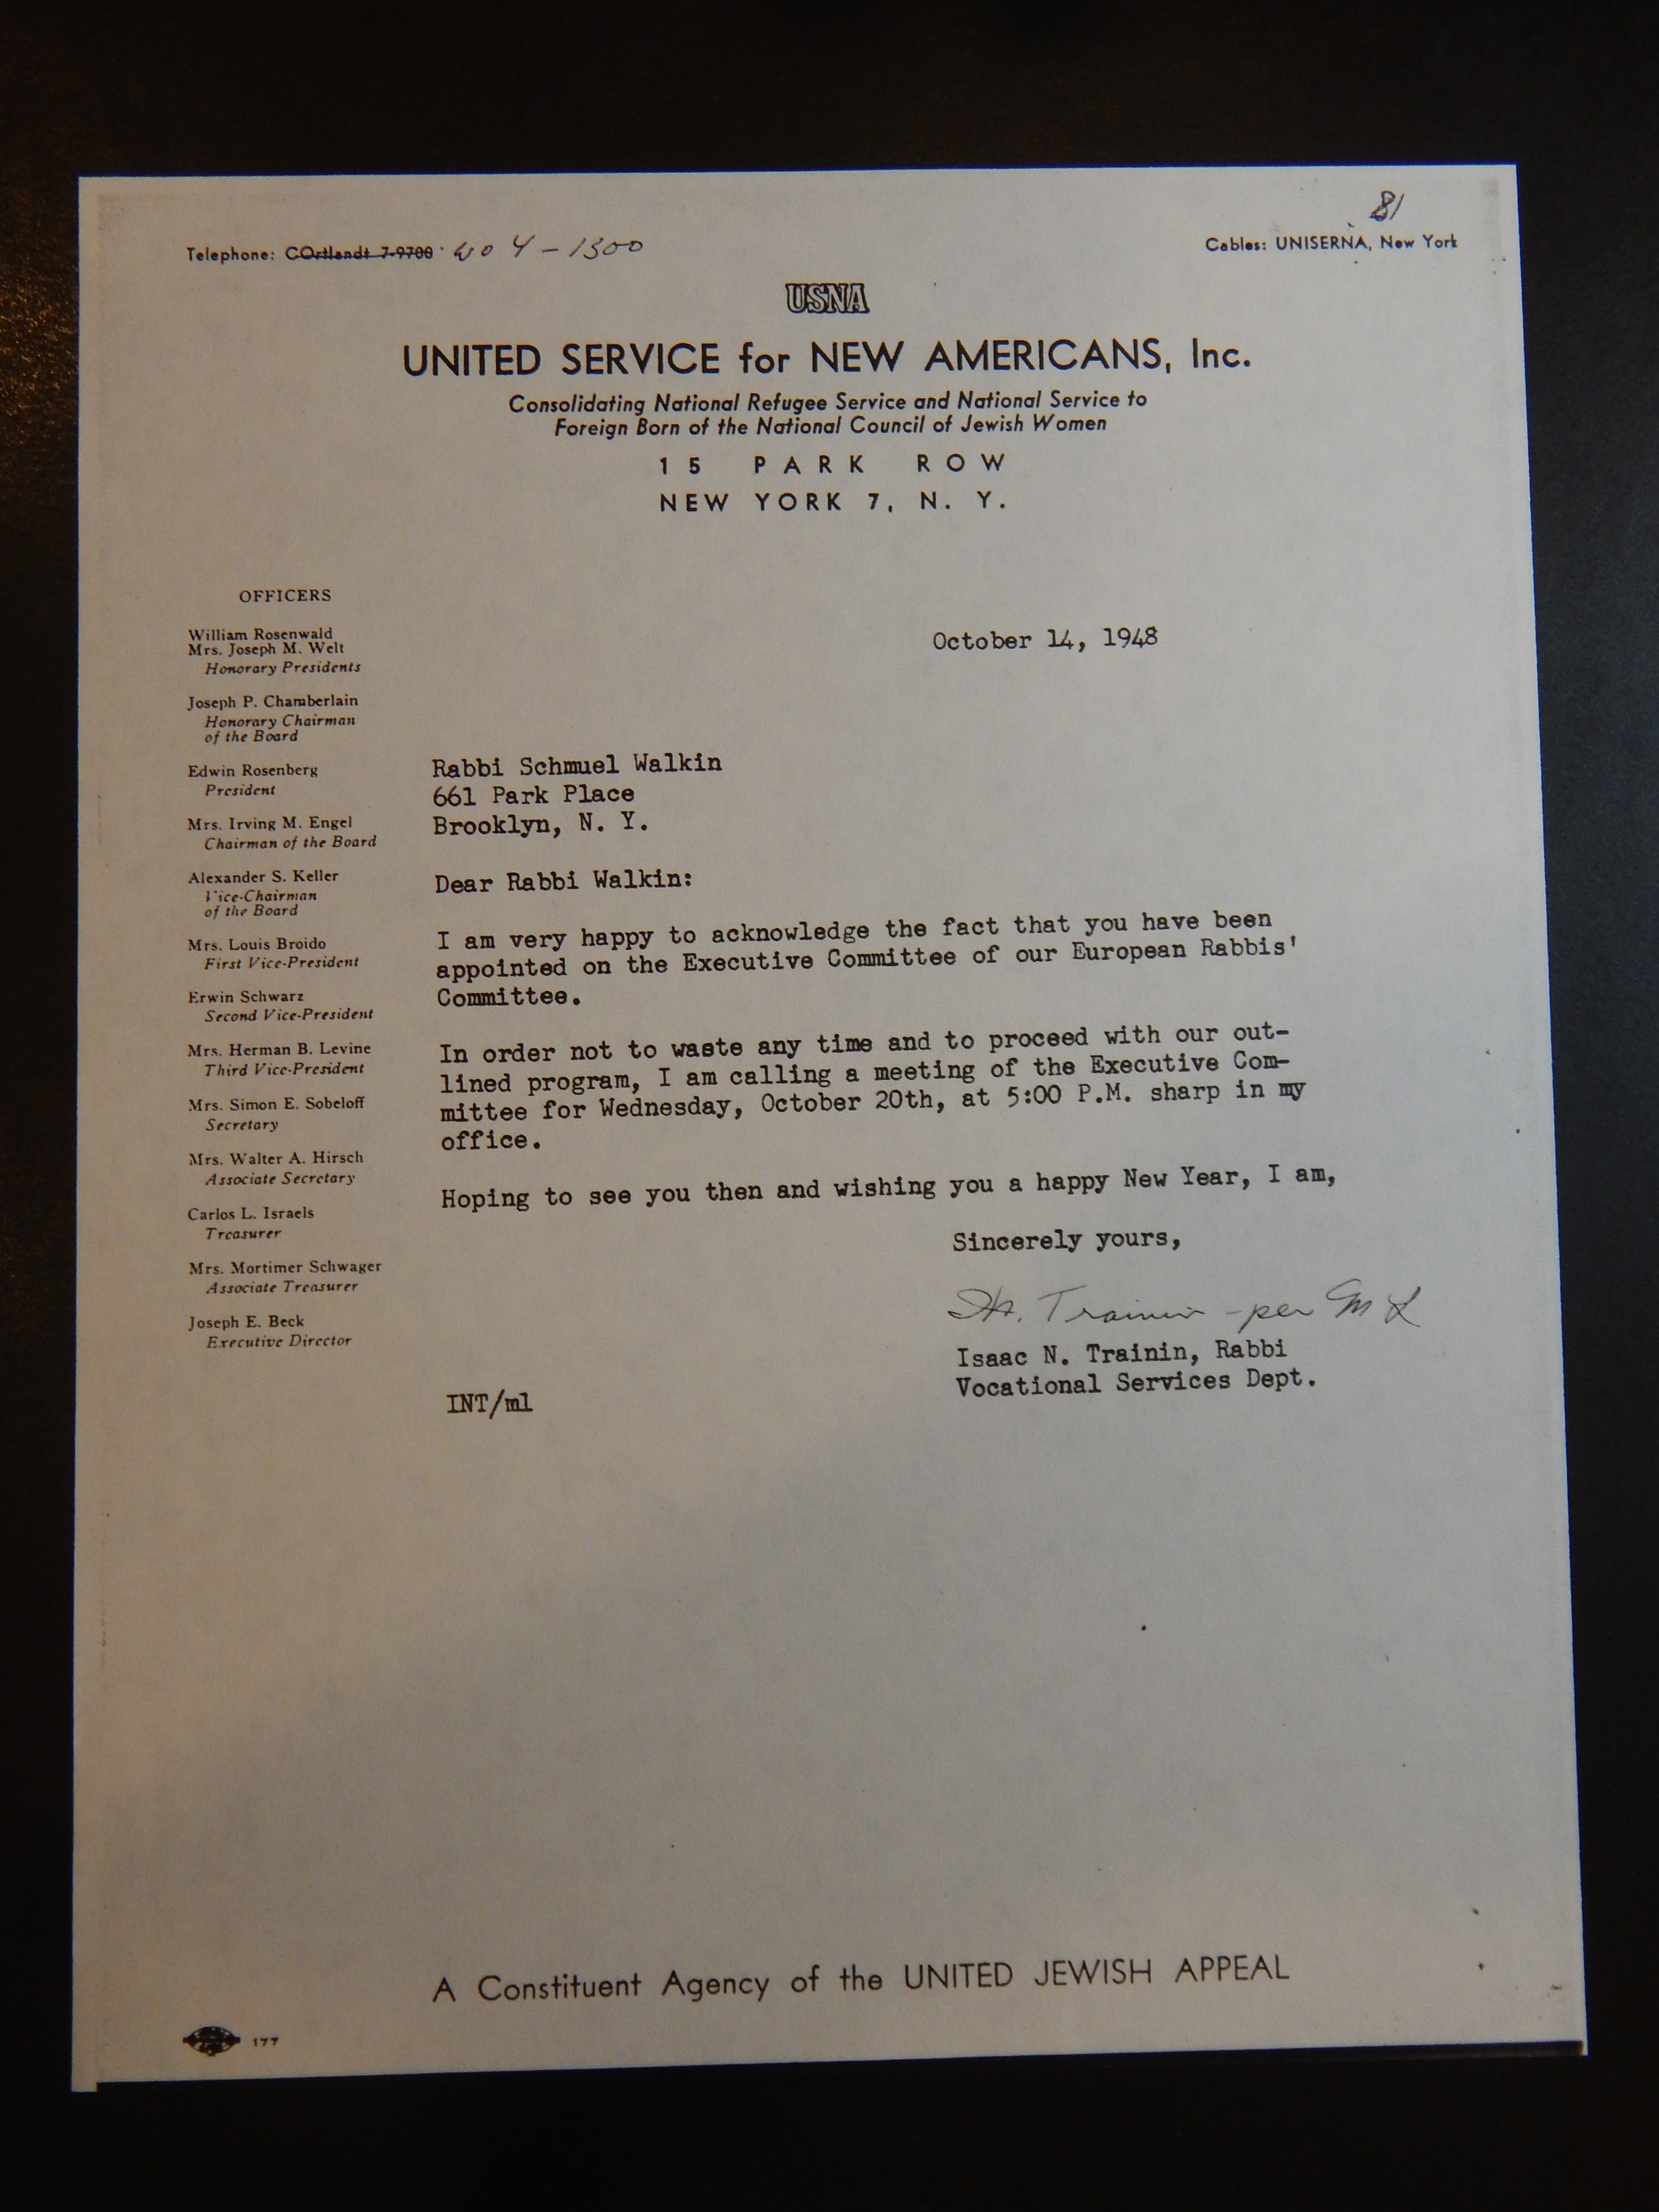 81
Telephone: COrtlandt 7-9700 WO 4-1300
Cables: UNISERNA, New York
USNA
UNITED SERVICE for NEW AMERICANS, Inc.
Consolidating National Refugee Service and National Service to
Foreign Born of the National Council of Jewish Women
15 PARK ROW
NEW YORK 7, N. Y.
OFFICERS
William Rosenwald
Mrs. Joseph M. Welt
Honorary Presidents
Joseph P. Chamberlain
Honorary Chairman
of the Board
Edwin Rosenberg
President
Mrs. Irving M. Engel
Chairman of the Board
Alexander S. Keller
Vice-Chairman
of the Board
Mrs. Louis Broido
First Vice-President
Erwin Schwarz
Second Vice-President
Mrs. Herman B. Levine
Third Vice-President
Mrs. Simon E. Sobeloff
Secretary
Mrs. Walter A. Hirsch
Associate Secretary
Carlos L. Israels
Treasurer
Mrs. Mortimer Schwager
Associate Treasurer
Joseph E. Beck
Executive Director
October 14, 1948
Rabbi Schmuel Walkin
661 Park Place
Brooklyn, N. Y.
Dear Rabbi Walkin:
I am very happy to acknowledge the fact that you have been
appointed on the Executive Committee of our European Rabbis'
Committee.
In order not to waste any time and to proceed with our out-
lined program, I am calling a meeting of the Executive Com-
mittee for Wednesday, October 20th, at 5:00 P.M. sharp in my
office.
Hoping to see you then and wishing you a happy New Year, I am,
Sincerely yours,
Trainin - per ML
Isaac N. Trainin, Rabbi
Vocational Services Dept.
INT/ml
A Constituent Agency of the UNITED JEWISH APPEAL
177